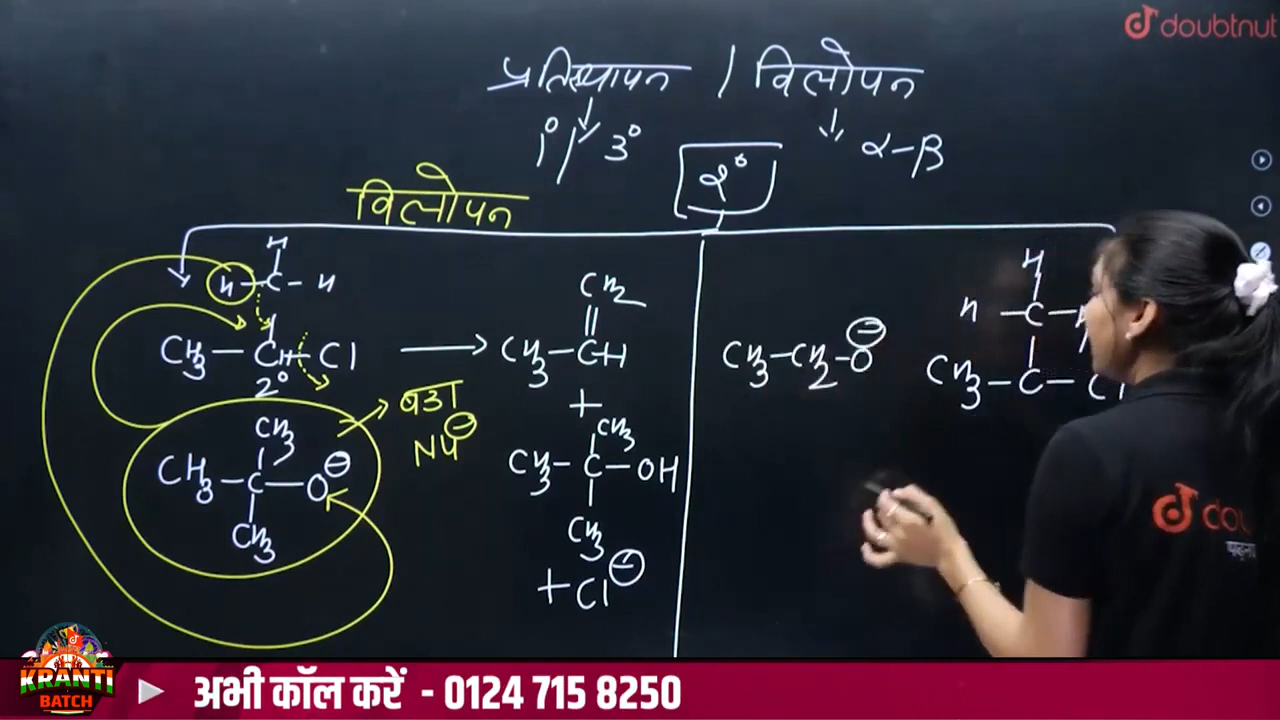 doubtnut
प्रतिस्थापन / विलोपन
1° / 3° α-β
2°
विलोपन
H
H - C - H
CH3 - CH - Cl
2°
CH3
CH3 - C - O⊖
CH3
बडा
Nu⊖
CH2
||
CH3 - CH
+
CH3
CH3 - C - OH
CH3
+ Cl⊖
CH3 - CH2 - O⊖
H
H - C -
CH3 - C - Cl
KRANTI
BATCH
अभी कॉल करें - 0124 715 8250